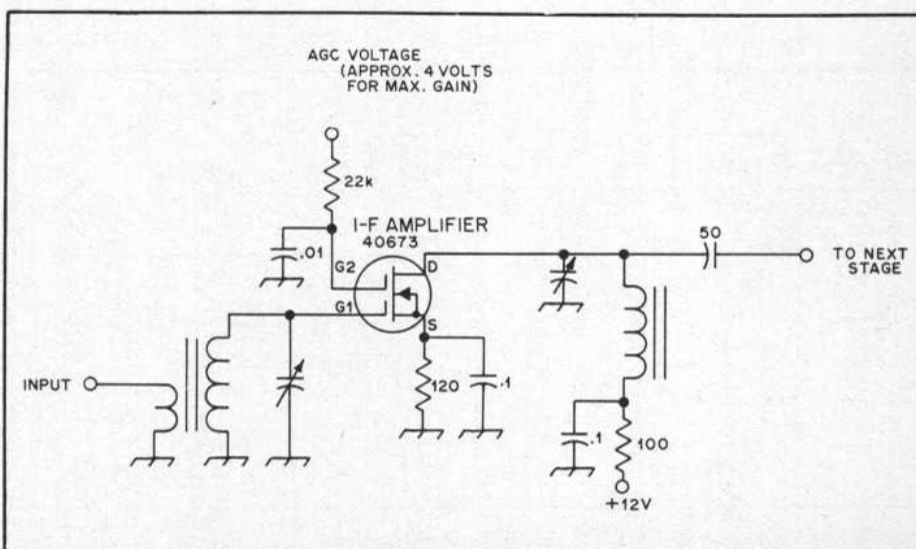 AGC VOLTAGE
(APPROX. 4 VOLTS
FOR MAX. GAIN)
22k
I-F AMPLIFIER
40673
.01
G2
D
G1
S
50
TO NEXT
STAGE
INPUT
120
.1
.1
100
+12V